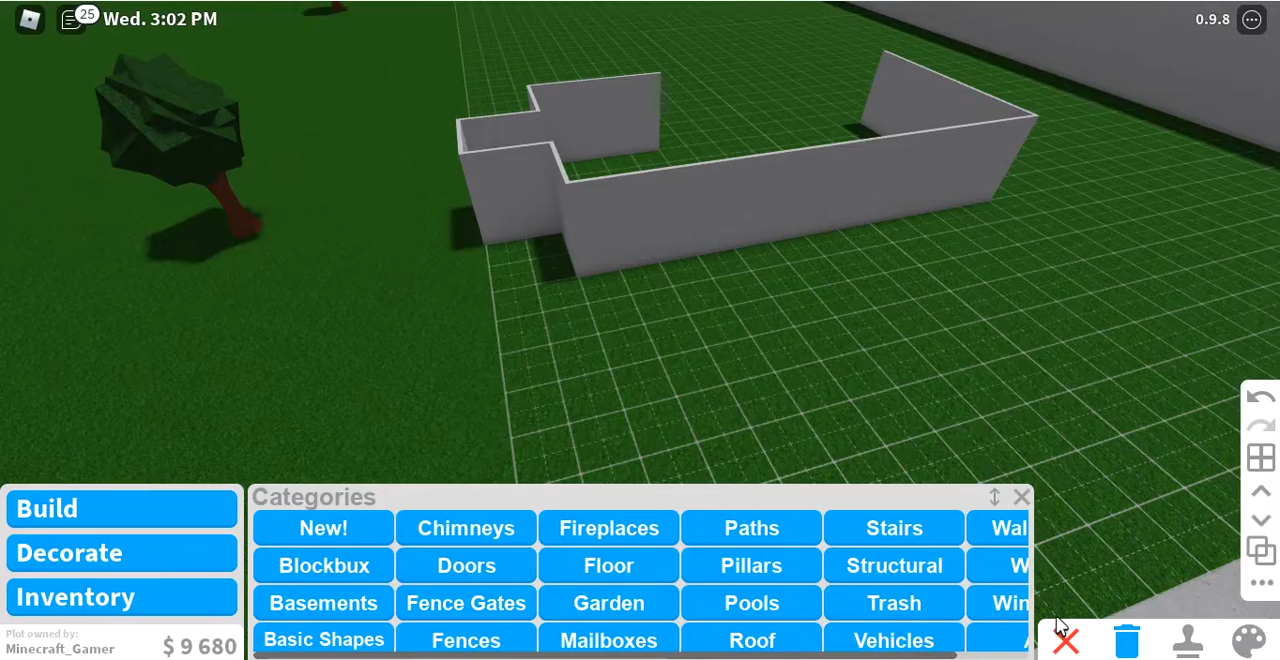 25 Wed. 3:02 PM
0.9.8
Build
Decorate
Inventory
Plot owned by:
Minecraft_Gamer
$ 9 680
Categories
New! Chimneys Fireplaces Paths Stairs Wal
Blockbux Doors Floor Pillars Structural W
Basements Fence Gates Garden Pools Trash Win
Basic Shapes Fences Mailboxes Roof Vehicles